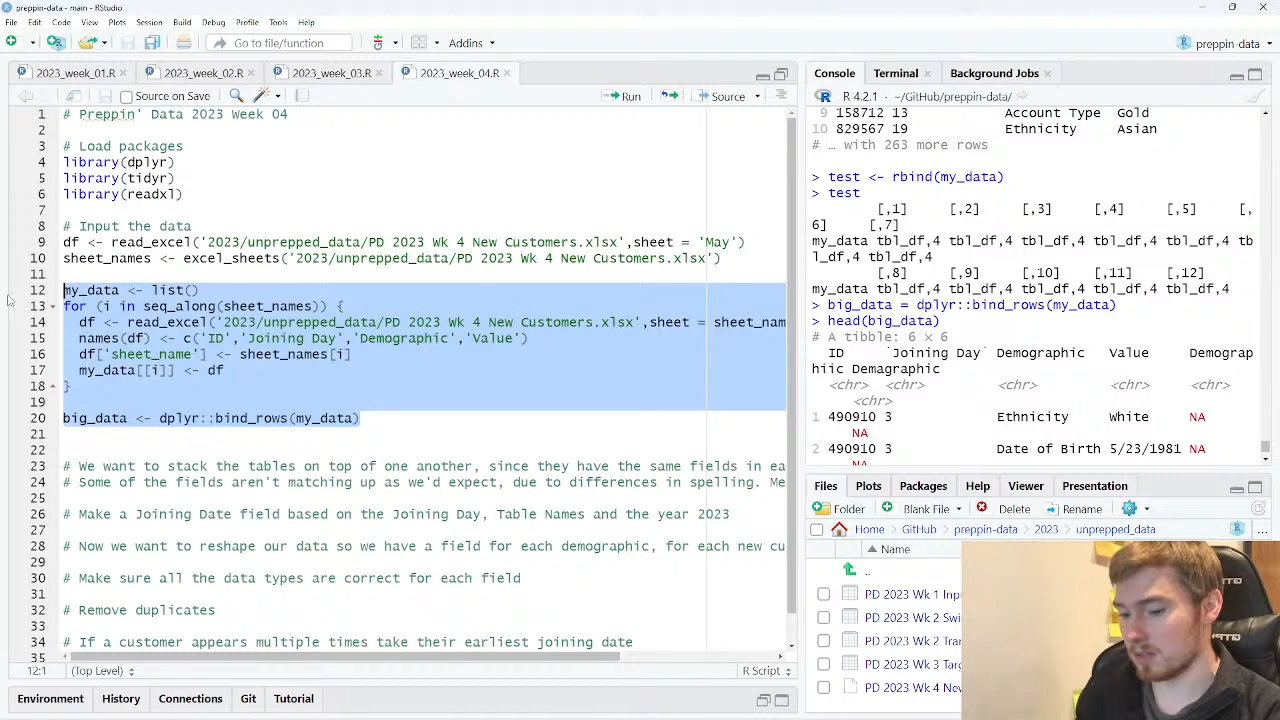 preppin-data - main - RStudio
File Edit Code View Plots Session Build Debug Profile Tools Help
Go to file/function Addins preppin-data
2023_week_01.R 2023_week_02.R 2023_week_03.R 2023_week_04.R
Source on Save Run Source
1 # Preppin' Data 2023 Week 04
2
3 # Load packages
4 library(dplyr)
5 library(tidyr)
6 library(readxl)
7
8 # Input the data
9 df <- read_excel('2023/unprepped_data/PD 2023 Wk 4 New Customers.xlsx',sheet = 'May')
10 sheet_names <- excel_sheets('2023/unprepped_data/PD 2023 Wk 4 New Customers.xlsx')
11
12 my_data <- list()
13 for (i in seq_along(sheet_names)) {
14 df <- read_excel('2023/unprepped_data/PD 2023 Wk 4 New Customers.xlsx',sheet = sheet_nam
15 names(df) <- c('ID','Joining Day','Demographic','Value')
16 df['sheet_name'] <- sheet_names[i]
17 my_data[[i]] <- df
18 }
19
20 big_data <- dplyr::bind_rows(my_data)
21
22
23 # We want to stack the tables on top of one another, since they have the same fields in ea
24 # Some of the fields aren't matching up as we'd expect, due to differences in spelling. Me
25
26 # Make a Joining Date field based on the Joining Day, Table Names and the year 2023
27
28 # Now we want to reshape our data so we have a field for each demographic, for each new cu
29
30 # Make sure all the data types are correct for each field
31
32 # Remove duplicates
33
34 # If a customer appears multiple times take their earliest joining date
35
12:1 (Top Level) R Script
Environment History Connections Git Tutorial
Console Terminal Background Jobs
R 4.2.1 · ~/GitHub/preppin-data/
9 158712 13 Account Type Gold
10 829567 19 Ethnicity Asian
# … with 263 more rows
> test <- rbind(my_data)
> test
[,1] [,2] [,3] [,4] [,5] [,
6] [,7]
my_data tbl_df,4 tbl_df,4 tbl_df,4 tbl_df,4 tbl_df,4 tb
l_df,4 tbl_df,4
[,8] [,9] [,10] [,11] [,12]
my_data tbl_df,4 tbl_df,4 tbl_df,4 tbl_df,4 tbl_df,4
> big_data = dplyr::bind_rows(my_data)
> head(big_data)
# A tibble: 6 × 6
ID `Joining Day` Demographic Value Demograp
hiic Demagraphic
<chr> <chr> <chr> <chr> <chr>
<chr>
1 490910 3 Ethnicity White NA
NA
2 490910 3 Date of Birth 5/23/1981 NA
NA
Files Plots Packages Help Viewer Presentation
Folder Blank File Delete Rename
Home GitHub preppin-data 2023 unprepped_data
Name
..
PD 2023 Wk 1 Inp
PD 2023 Wk 2 Swi
PD 2023 Wk 2 Tra
PD 2023 Wk 3 Targ
PD 2023 Wk 4 Nev